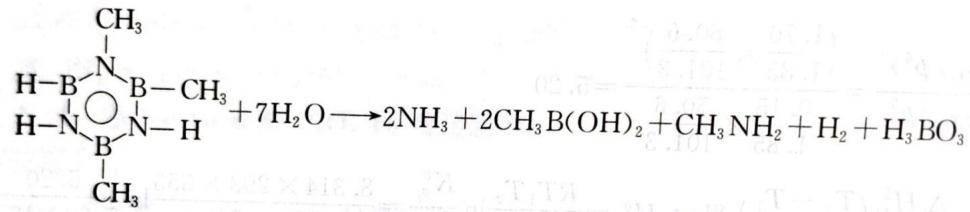 CH₃
N
H—B B—CH₃
H—N N—H
B
CH₃
+7H₂O⟶2NH₃+2CH₃B(OH)₂+CH₃NH₂+H₂+H₃BO₃